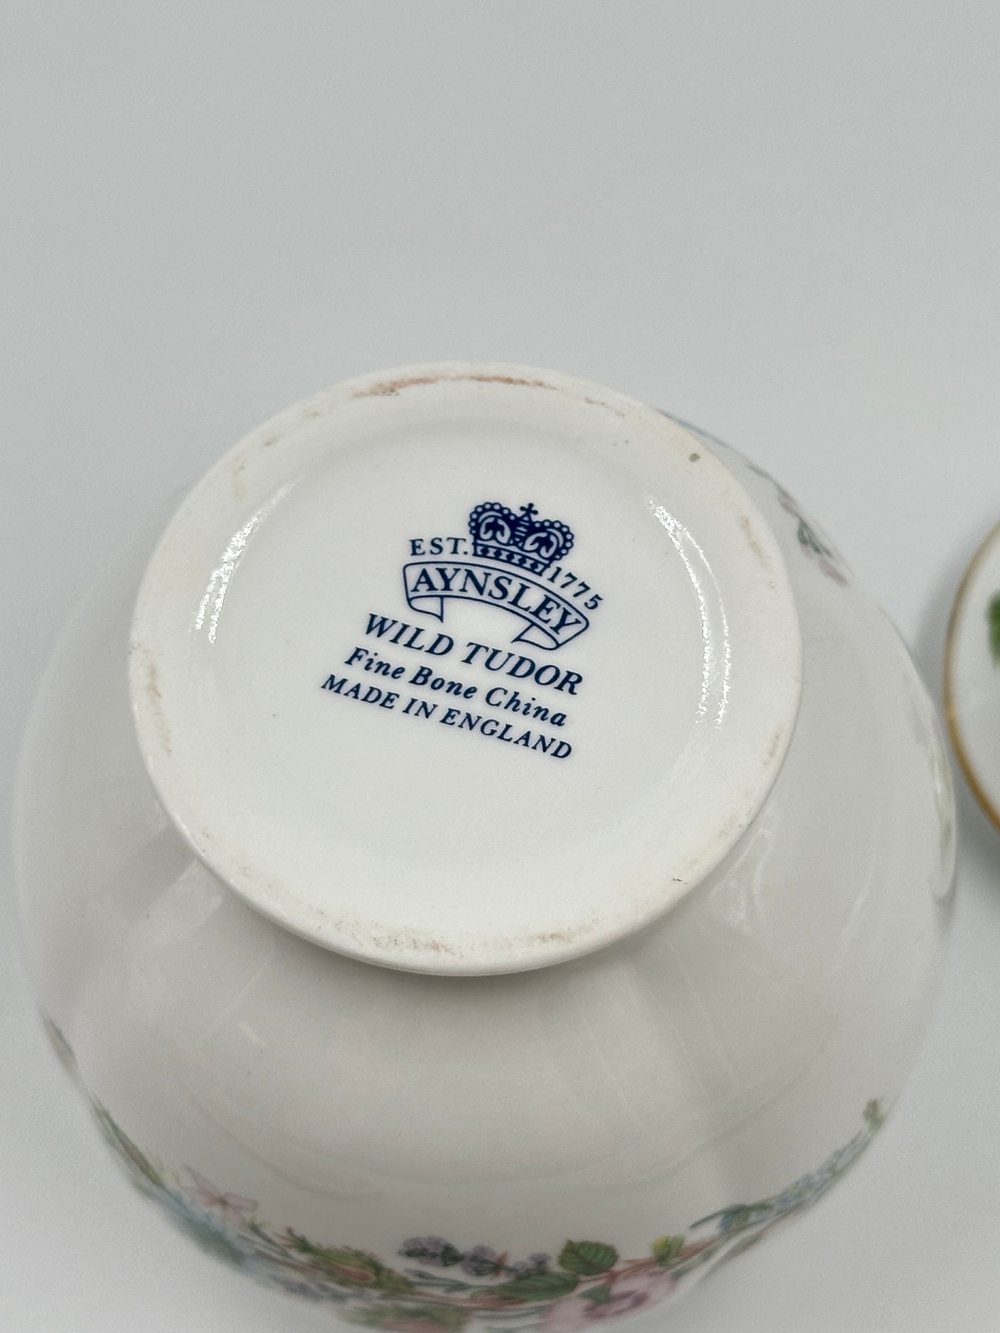 EST. 1775
AYNSLEY
WILD TUDOR
Fine Bone China
MADE IN ENGLAND